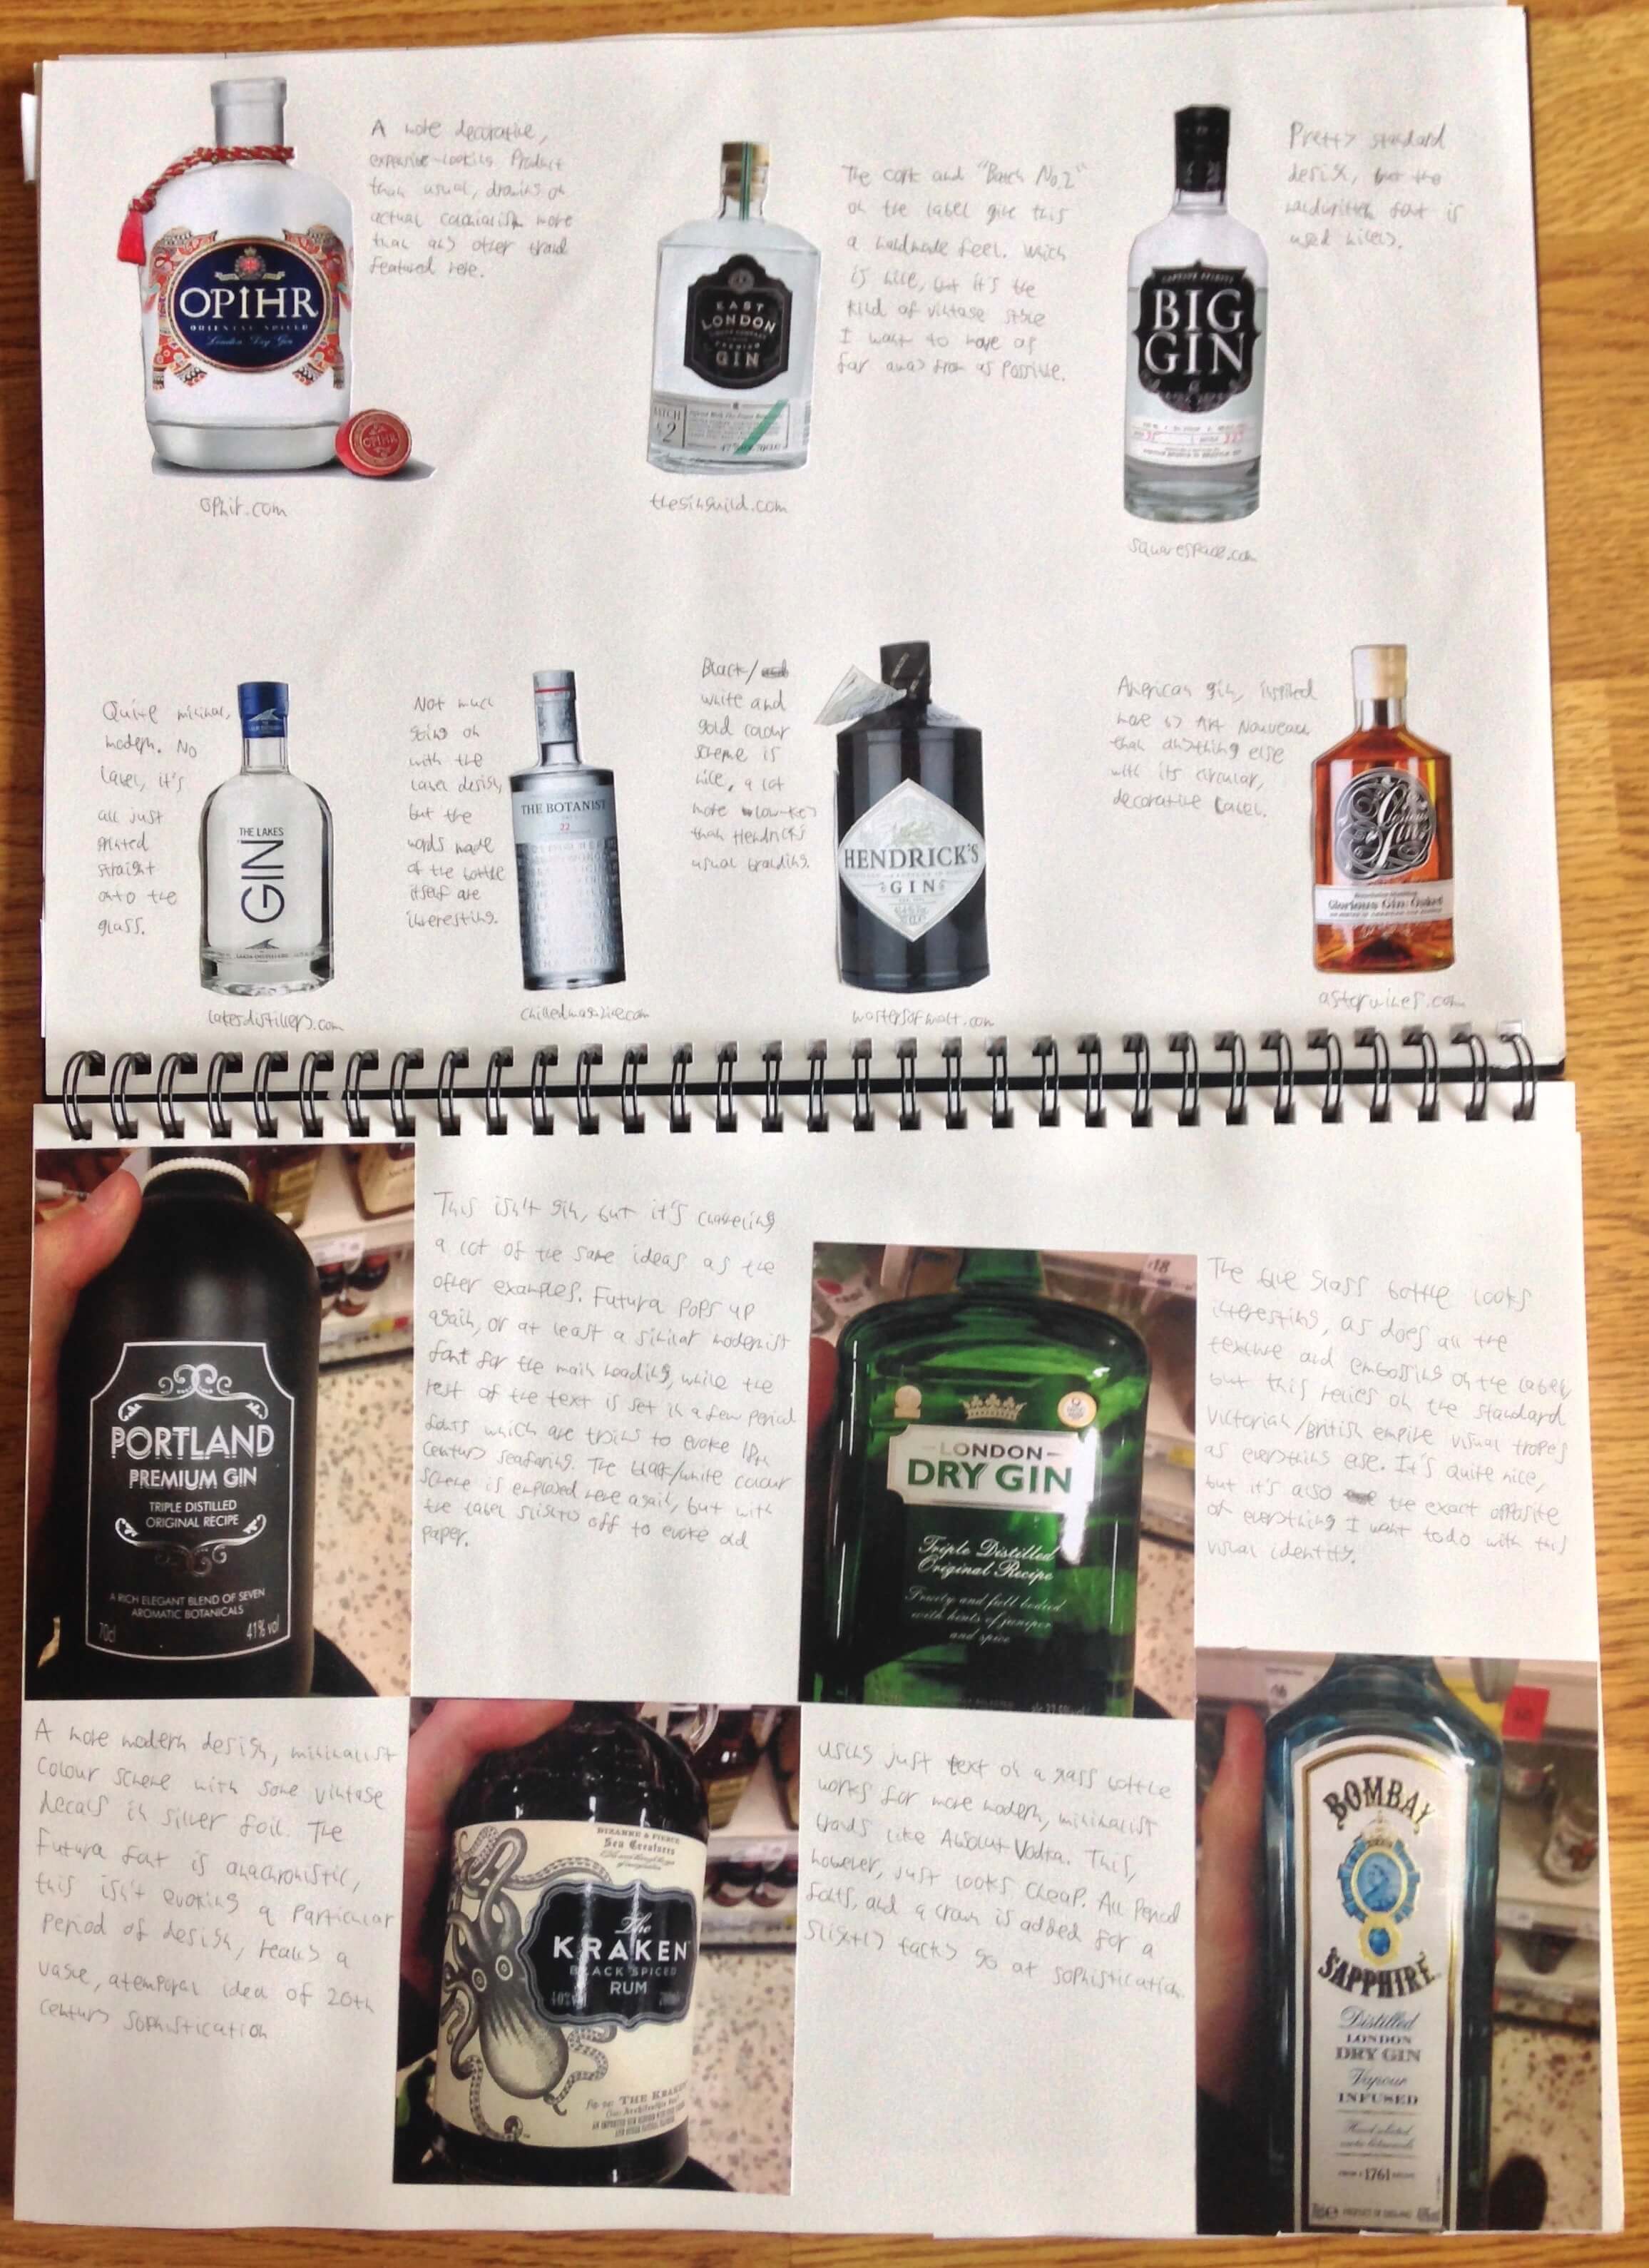 A more decorative,
expensive-looking product
than usual, drawing on
actual colonialism more
than any other brand
featured here.
OPIHR
ORIENTAL SPICED
London Dry Gin
OPIHR
ophir.com
The cork and "Batch No.2"
on the label give this
a handmade feel. Which
is nice, but it's the
kind of vintage style
I want to move as
far away from as possible.
EAST
LONDON
LIQUOR COMPANY
PREMIUM
GIN
BATCH
2
theginguild.com
Pretty standard
design, but the
handwritten font is
used nicely.
BIG
GIN
squarespace.com
Quite minimal,
modern. No
label, it's
all just
printed
straight
onto the
glass.
THE LAKES
GIN
lakesdistillery.com
Not much
going on
with the
label design,
but the
words made
of the bottle
itself are
interesting.
THE BOTANIST
22
chilledmagazine.com
Black/and
white and
gold colour
scheme is
nice, a lot
more low-key
than Hendrick's
usual branding.
HENDRICK'S
GIN
mastersofmalt.com
American gin, inspired
more by Art Nouveau
than anything else
with its circular,
decorative label.
Glorious
Gin
Glorious Gin: Oaked
astorwines.com
PORTLAND
PREMIUM GIN
TRIPLE DISTILLED
ORIGINAL RECIPE
A RICH ELEGANT BLEND OF SEVEN
AROMATIC BOTANICALS
70cl 41% vol
This isn't gin, but it's channeling
a lot of the same ideas as the
other examples. Futura pops up
again, or at least a similar modernist
font for the main heading, while the
rest of the text is set in a few period
fonts which are trying to evoke 18th
century seafaring. The black/white colour
scheme is employed here again, but with
the label slightly off to evoke old
paper.
£18
LONDON
DRY GIN
Triple Distilled
Original Recipe
Fruity and full bodied
with hints of juniper
and spice
The blue glass bottle looks
interesting, as does all the
texture and embossing on the label,
but this relies on the standard
Victorian/British empire visual tropes
as everything else. It's quite nice,
but it's also the exact opposite
of everything I want to do with this
visual identity.
A more modern design, minimalist
colour scheme with some vintage
decals in silver foil. The
Futura font is anachronistic,
this isn't evoking a particular
period of design, really a
vague, atemporal idea of 20th
century sophistication
BIZARRE & FIERCE
Sea Creatures
The
KRAKEN
BLACK SPICED
RUM
40%
THE KRAKEN
Using just text on a glass bottle
works for more modern, minimalist
brands like Absolut Vodka. This,
however, just looks cheap. All period
fonts, and a crown is added for a
slightly tacky go at sophistication.
BOMBAY
SAPPHIRE
Distilled
LONDON
DRY GIN
Vapour
INFUSED
1761